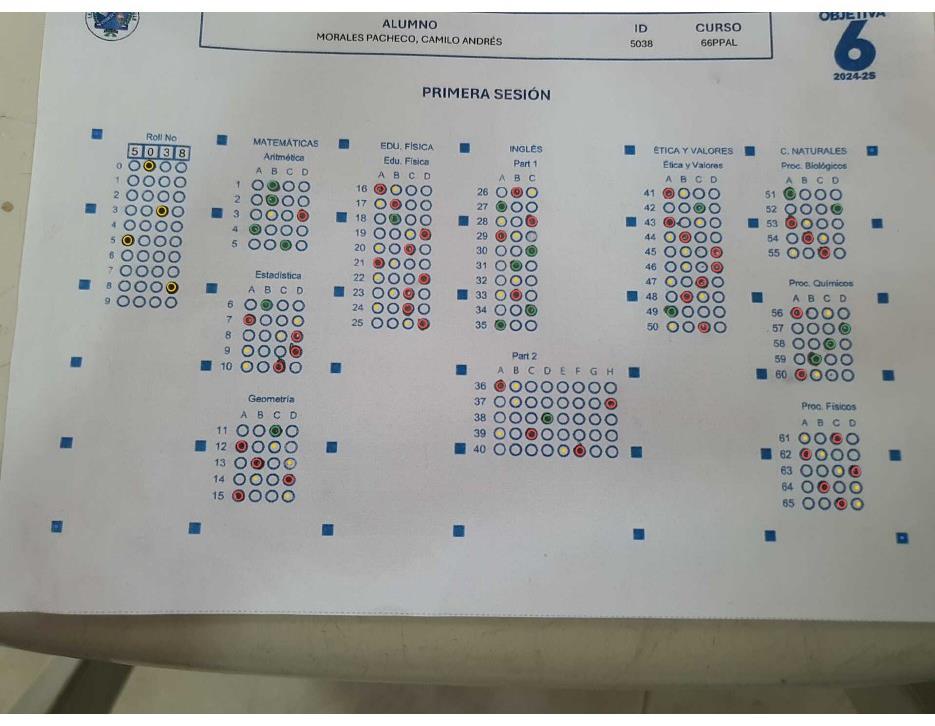 OBJETIVA
ALUMNO ID CURSO
MORALES PACHECO, CAMILO ANDRÉS 5038 66PPAL
6
2024-2S
PRIMERA SESIÓN
Roll No
5 0 3 8
0
1
2
3
4
5
6
7
8
9
MATEMÁTICAS
Aritmética
A B C D
1
2
3
4
5
Estadística
A B C D
6
7
8
9
10
Geometría
A B C D
11
12
13
14
15
EDU. FÍSICA
Edu. Física
A B C D
16
17
18
19
20
21
22
23
24
25
INGLÉS
Part 1
A B C
26
27
28
29
30
31
32
33
34
35
Part 2
A B C D E F G H
36
37
38
39
40
ÉTICA Y VALORES
Ética y Valores
A B C D
41
42
43
44
45
46
47
48
49
50
C. NATURALES
Proc. Biológicos
A B C D
51
52
53
54
55
Proc. Químicos
A B C D
56
57
58
59
60
Proc. Físicos
A B C D
61
62
63
64
65